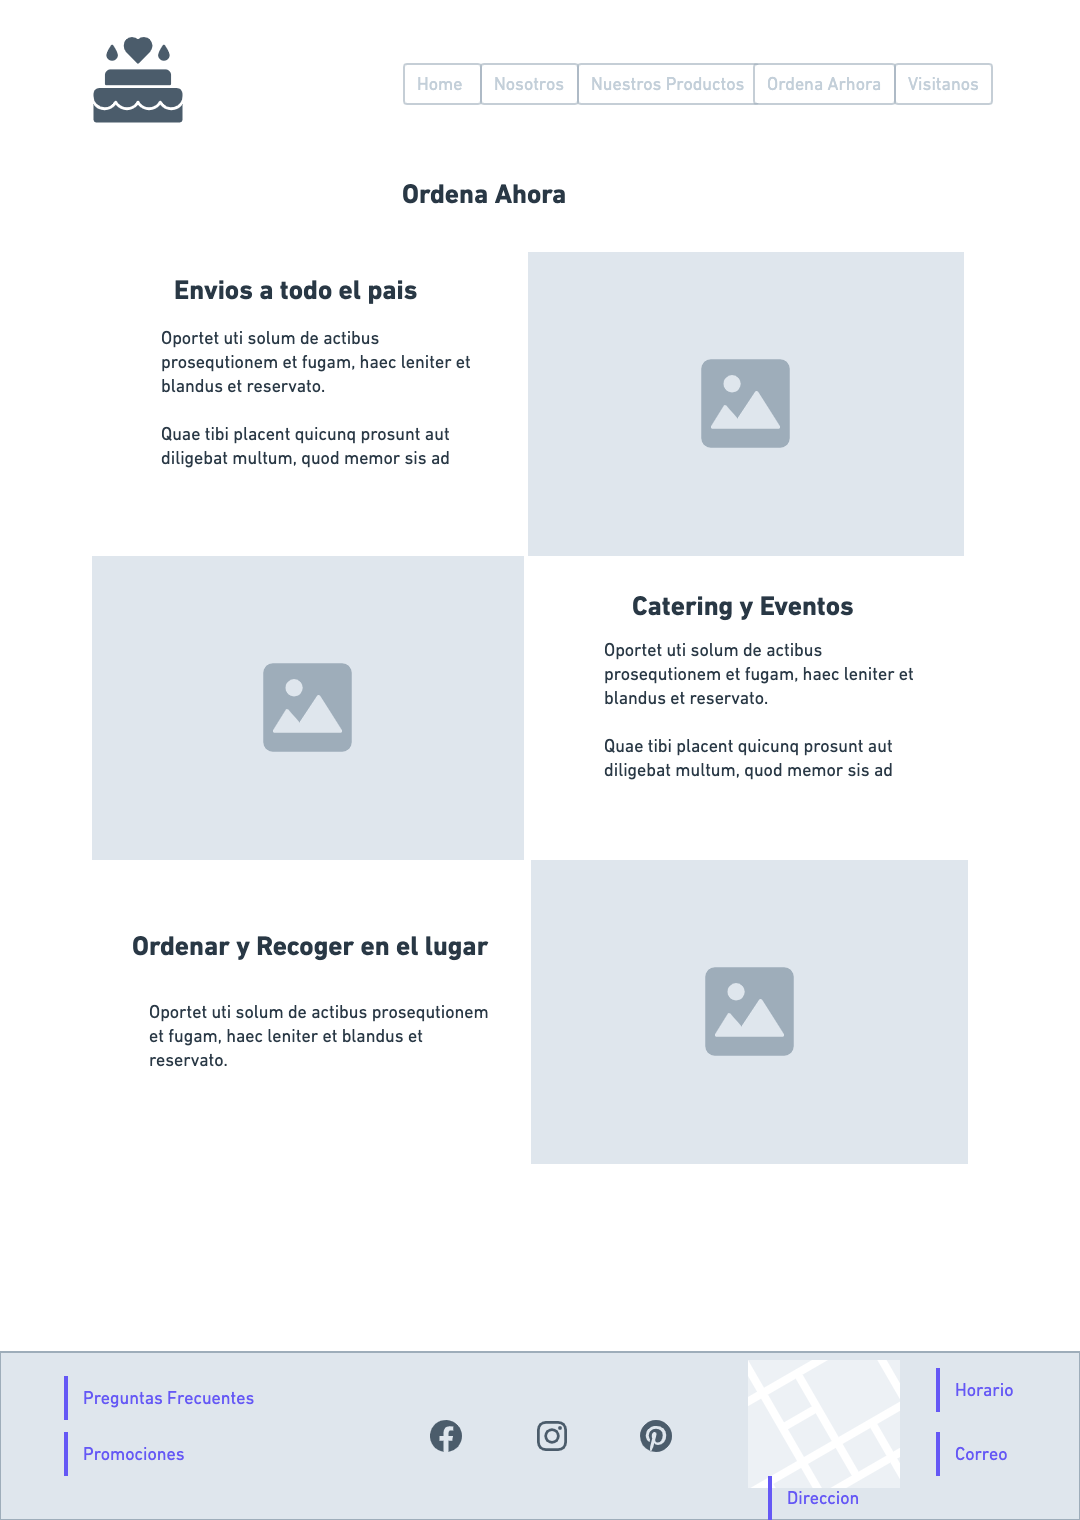 Home
Nosotros
Nuestros Productos
Ordena Arhora
Visitanos
Ordena Ahora
Envios a todo el pais
Oportet uti solum de actibus
prosequtionem et fugam, haec leniter et
blandus et reservato.
Quae tibi placent quicunq prosunt aut
diligebat multum, quod memor sis ad
Catering y Eventos
Oportet uti solum de actibus
prosequtionem et fugam, haec leniter et
blandus et reservato.
Quae tibi placent quicunq prosunt aut
diligebat multum, quod memor sis ad
Ordenar y Recoger en el lugar
Oportet uti solum de actibus prosequtionem
et fugam, haec leniter et blandus et
reservato.
Preguntas Frecuentes
Promociones
Direccion
Horario
Correo